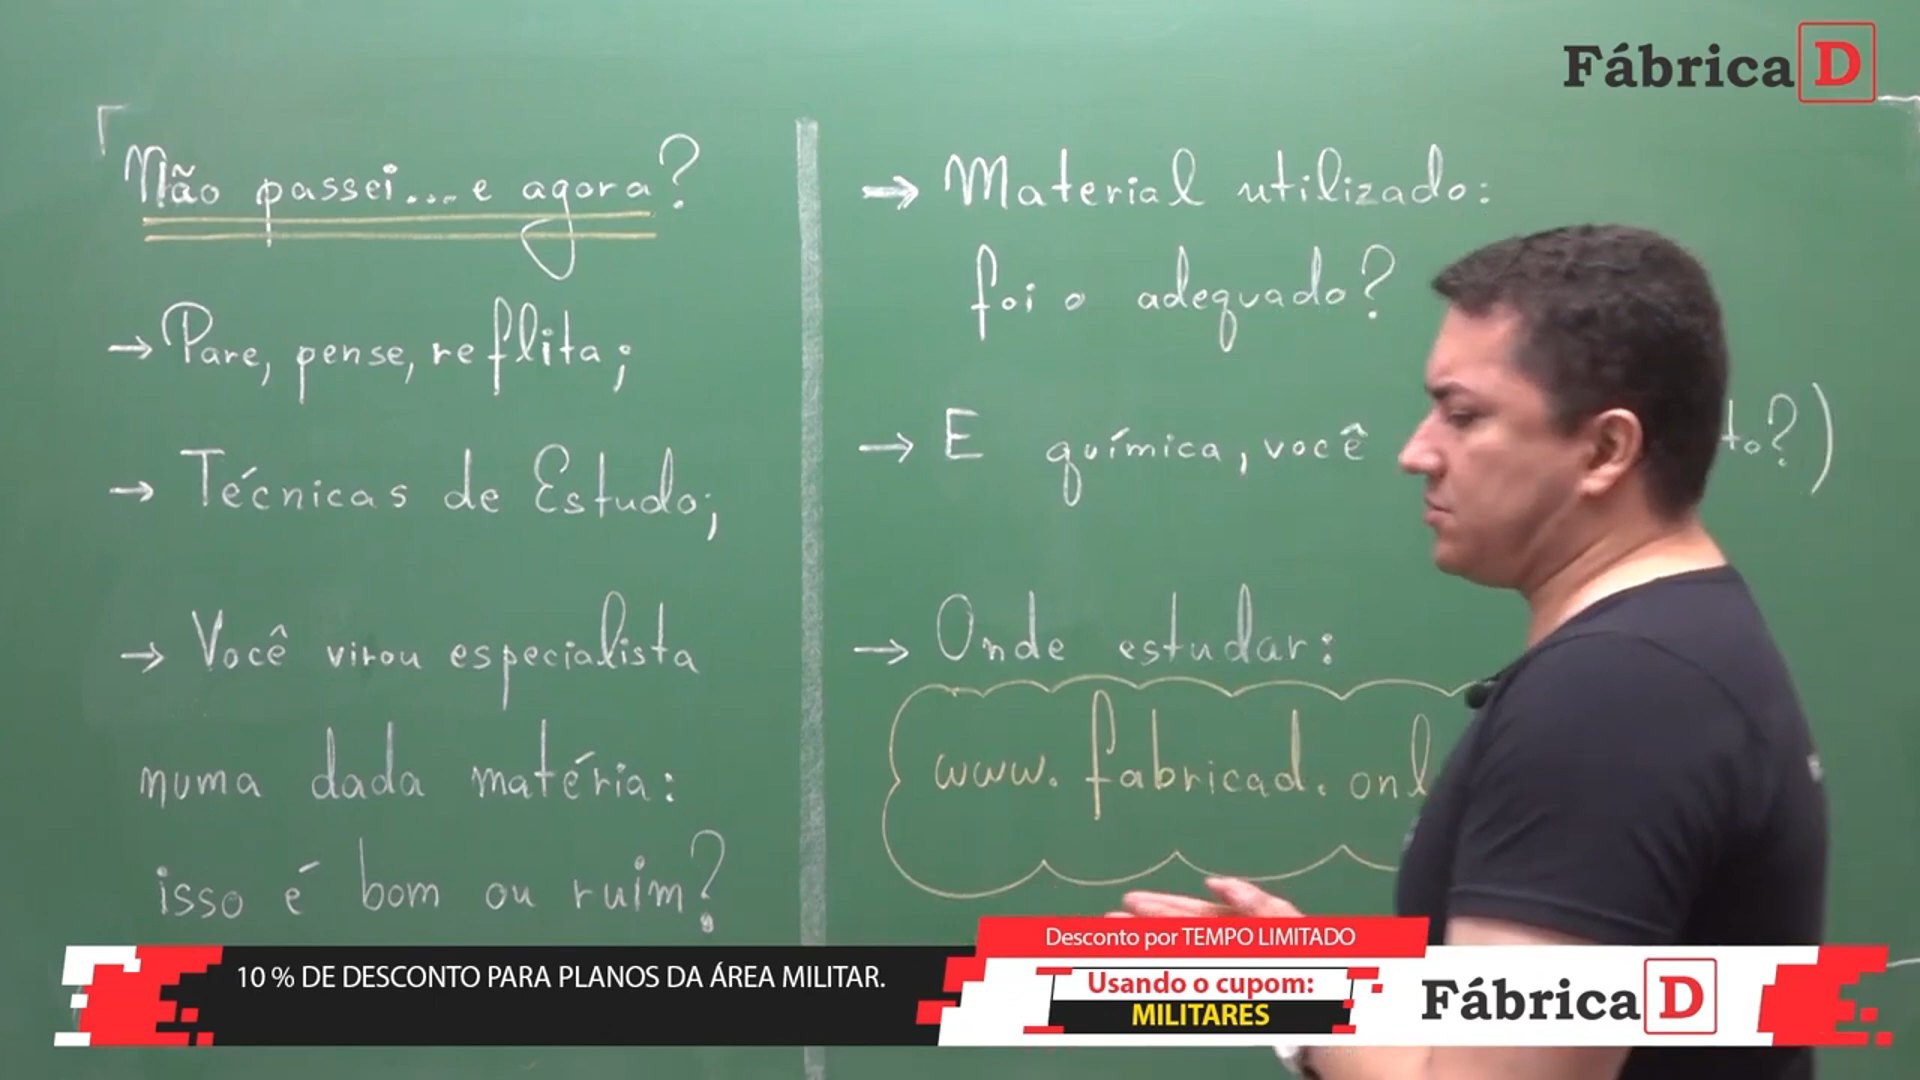 Fábrica D
Não passei... e agora?
→ Pare, pense, reflita;
→ Técnicas de Estudo;
→ Você virou especialista
numa dada matéria:
isso é bom ou ruim?
→ Material utilizado:
foi o adequado?
→ E química, você to?)
→ Onde estudar:
www.fabricad.onl
Desconto por TEMPO LIMITADO
10 % DE DESCONTO PARA PLANOS DA ÁREA MILITAR.
Usando o cupom:
MILITARES
Fábrica D